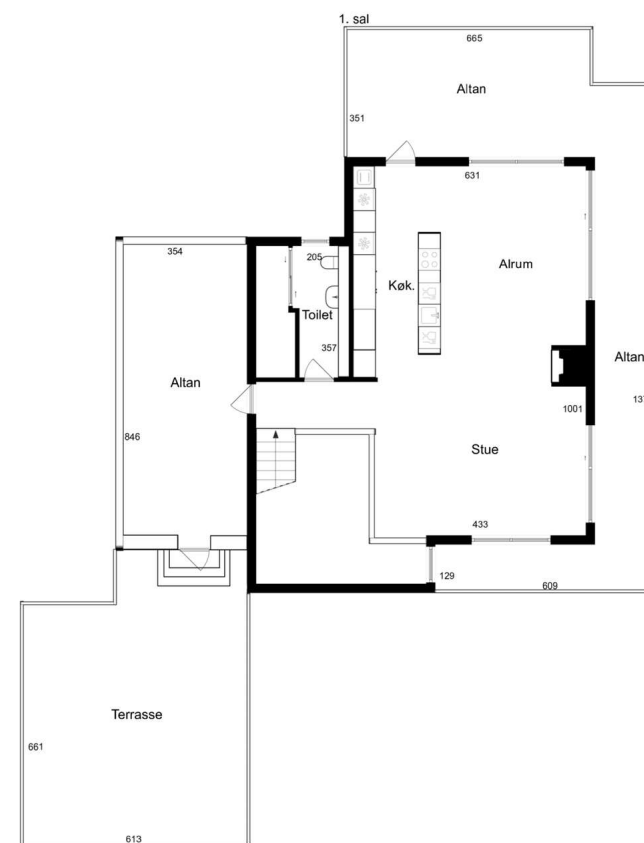 1. sal
665
Altan
351
631
354
205
Køk.
Alrum
Toilet
357
Altan
Altan
137
1001
846
Stue
433
129
609
Terrasse
661
613